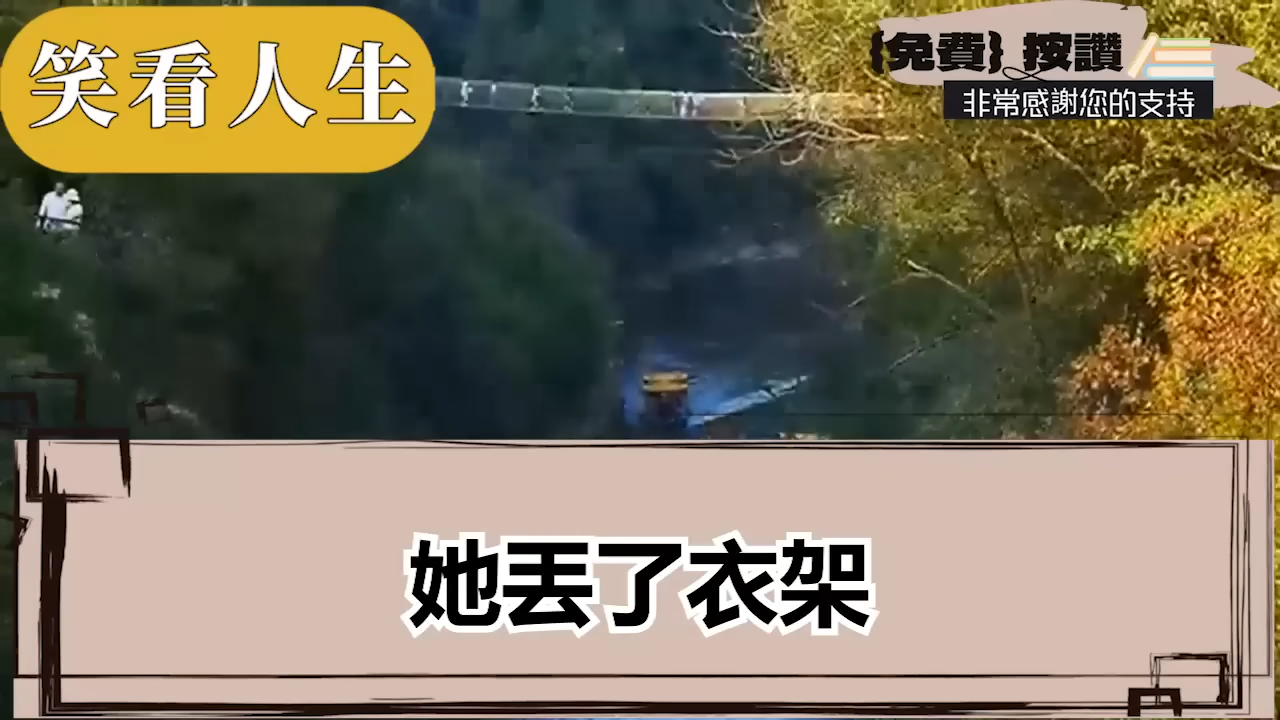 笑看人生
{免費} 按讚
非常感謝您的支持
她丟了衣架